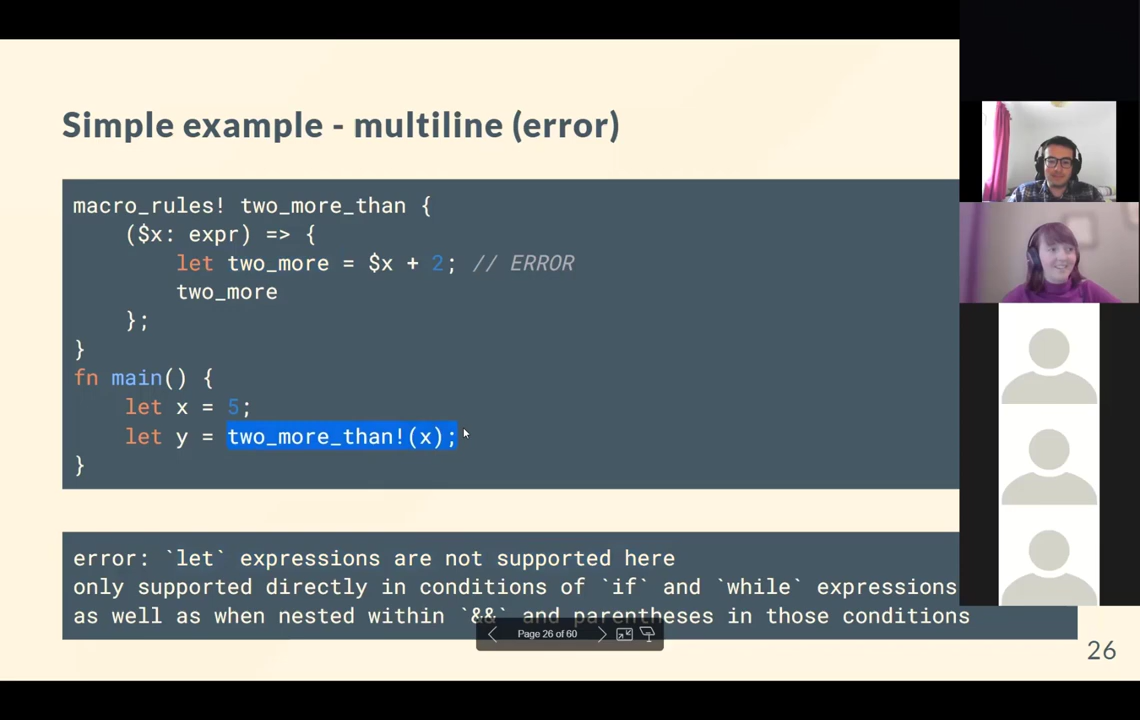 Simple example - multiline (error)
macro_rules! two_more_than {
    ($x: expr) => {
        let two_more = $x + 2; // ERROR
        two_more
    };
}
fn main() {
    let x = 5;
    let y = two_more_than!(x);
}
error: `let` expressions are not supported here
only supported directly in conditions of `if` and `while` expressions
as well as when nested within `&&` and parentheses in those conditions
Page 26 of 60
26